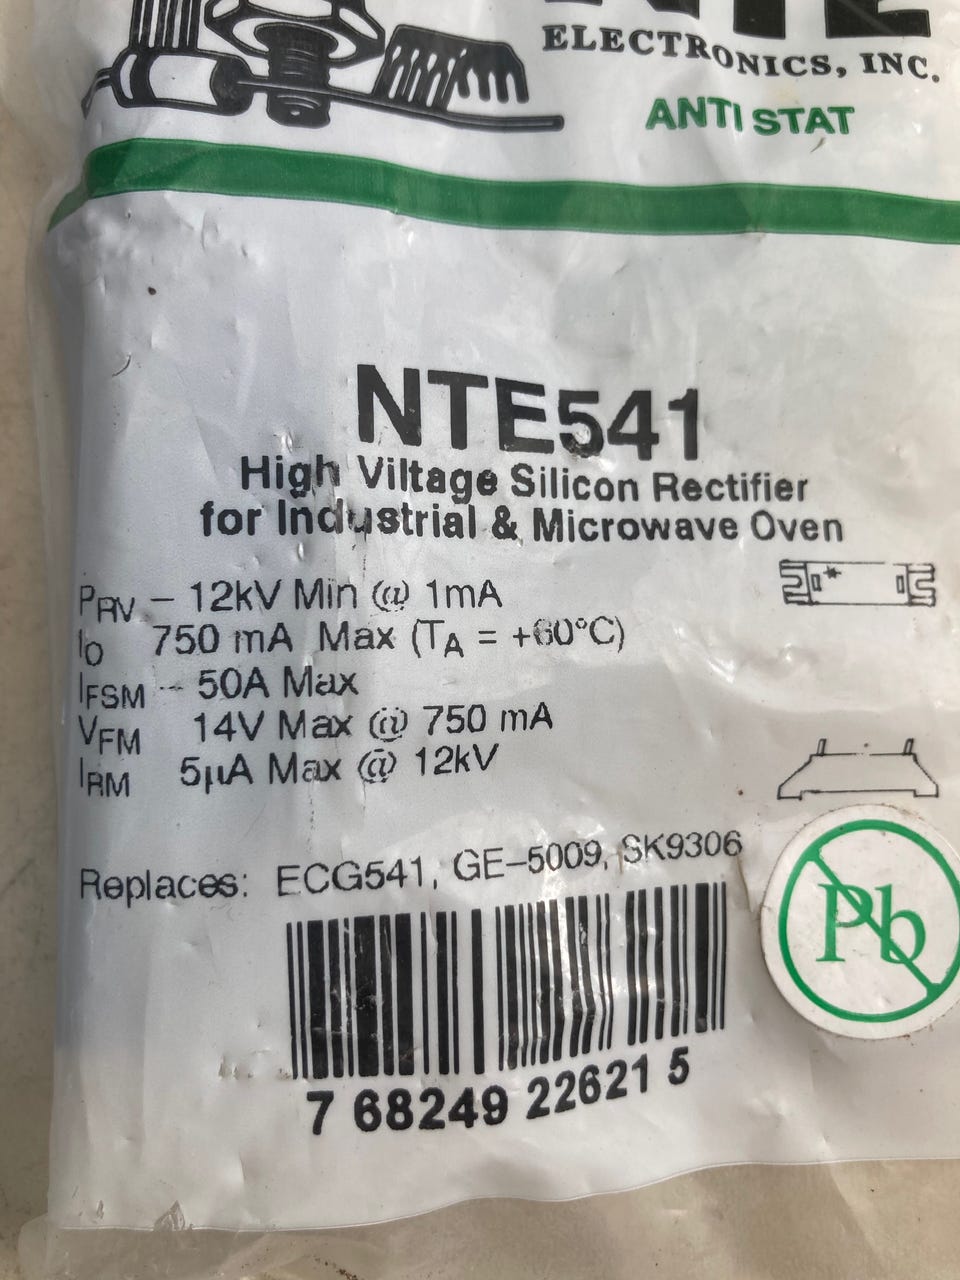 NTE
ELECTRONICS, INC.
ANTI STAT
NTE541
High Viltage Silicon Rectifier
for Industrial & Microwave Oven
PRV – 12kV Min @ 1mA
IO 750 mA Max (TA = +60°C)
IFSM - 50A Max
VFM 14V Max @ 750 mA
IRM 5µA Max @ 12kV
Replaces: ECG541, GE–5009, SK9306
Pb
7 68249 22621 5